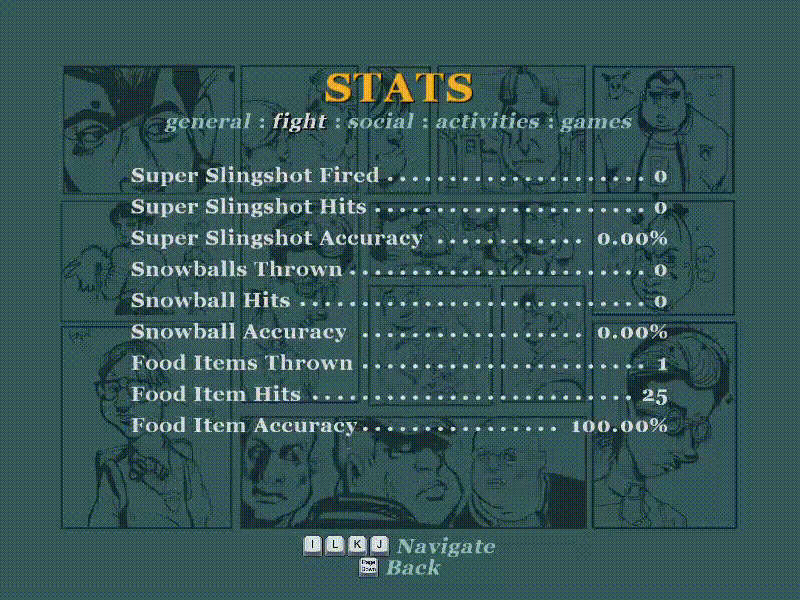 STATS
general : fight : social : activities : games
Super Slingshot Fired ........................ 0
Super Slingshot Hits ......................... 0
Super Slingshot Accuracy ............ 0.00%
Snowballs Thrown ........................... 0
Snowball Hits ............................... 0
Snowball Accuracy .................. 0.00%
Food Items Thrown .......................... 1
Food Item Hits ............................. 25
Food Item Accuracy ................ 100.00%
I L K J Navigate
Page Down Back